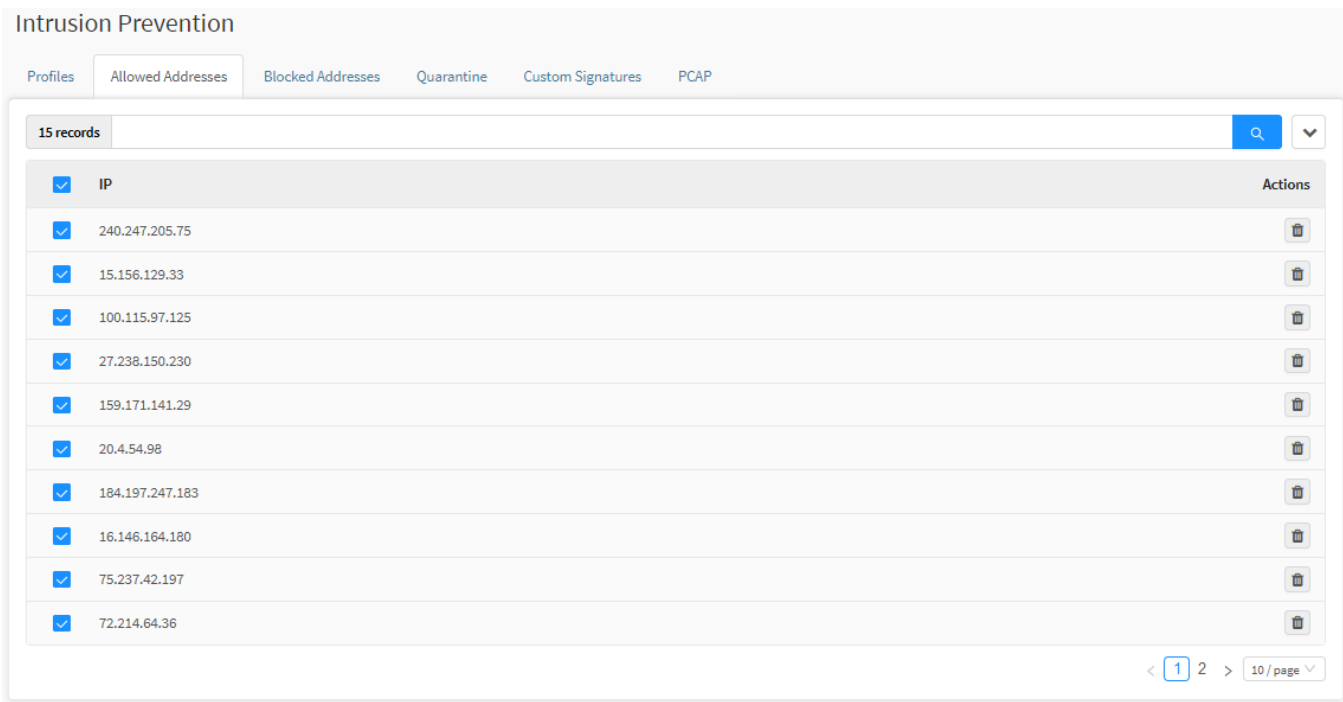 Intrusion Prevention
Profiles Allowed Addresses Blocked Addresses Quarantine Custom Signatures PCAP
15 records
IP Actions
240.247.205.75
15.156.129.33
100.115.97.125
27.238.150.230
159.171.141.29
20.4.54.98
184.197.247.183
16.146.164.180
75.237.42.197
72.214.64.36
< 1 2 > 10 / page